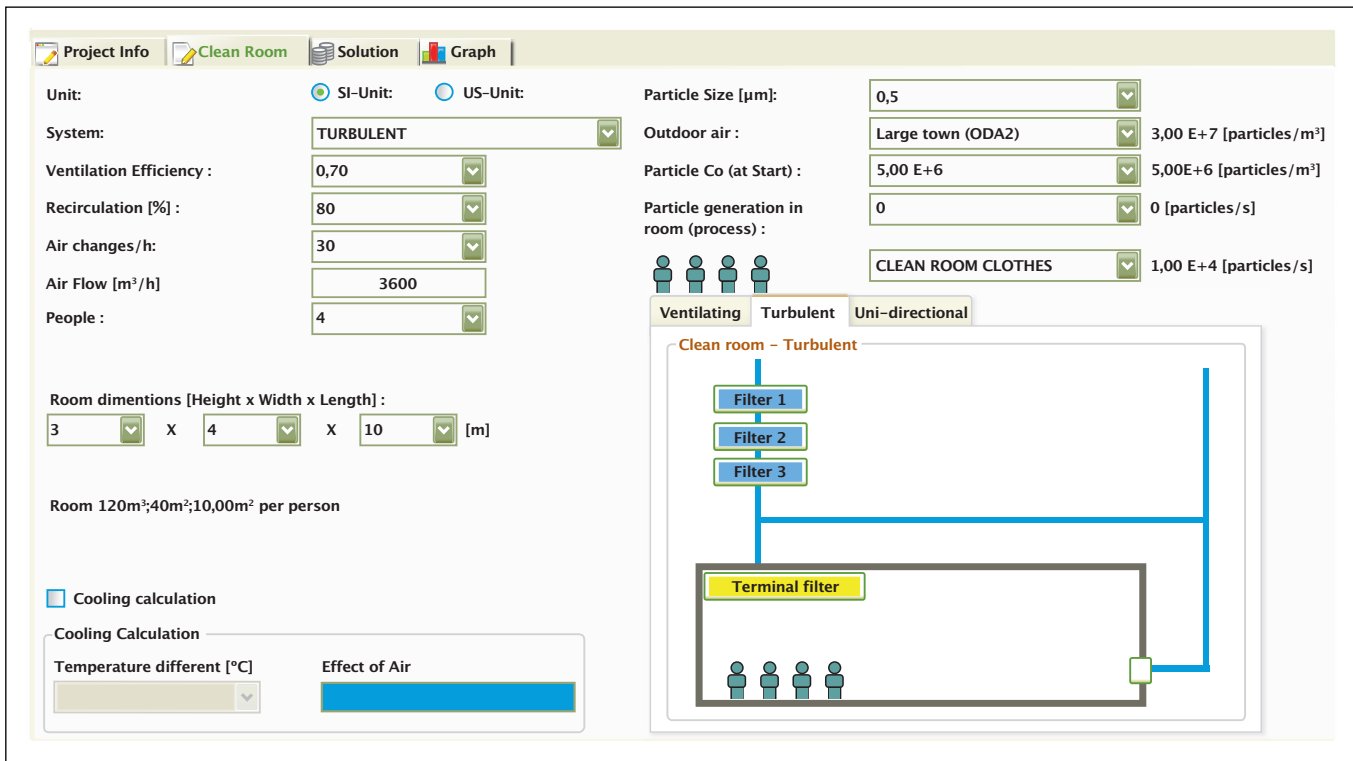 Project Info Clean Room Solution Graph
Unit: SI-Unit: US-Unit:
System: TURBULENT
Ventilation Efficiency : 0,70
Recirculation [%] : 80
Air changes/h: 30
Air Flow [m³/h] 3600
People : 4
Room dimentions [Height x Width x Length] :
3 X 4 X 10 [m]
Room 120m³;40m²;10,00m² per person
Cooling calculation
Cooling Calculation
Temperature different [ºC] Effect of Air
Particle Size [µm]: 0,5
Outdoor air : Large town (ODA2) 3,00 E+7 [particles/m³]
Particle Co (at Start) : 5,00 E+6 5,00E+6 [particles/m³]
Particle generation in
room (process) : 0 0 [particles/s]
CLEAN ROOM CLOTHES 1,00 E+4 [particles/s]
Ventilating Turbulent Uni-directional
Clean room - Turbulent
Filter 1
Filter 2
Filter 3
Terminal filter